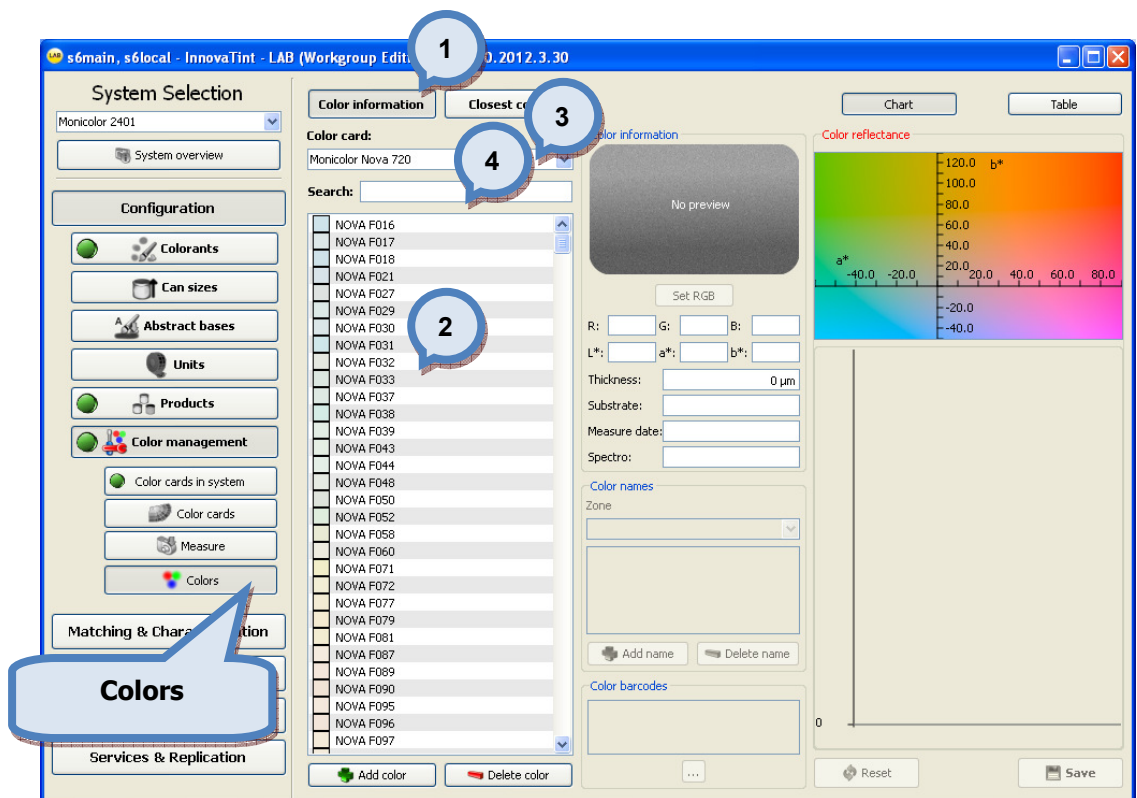 s6main, s6local - InnovaTint - LAB (Workgroup Edit 0.2012.3.30
1
System Selection
Monicolor 2401
System overview
Configuration
Colorants
Can sizes
Abstract bases
Units
Products
Color management
Color cards in system
Color cards
Measure
Colors
Matching & Chara tion
Colors
Services & Replication
Color information
Closest c
3
Color card:
Monicolor Nova 720
4
Search:
NOVA F016
NOVA F017
NOVA F018
NOVA F021
NOVA F027
NOVA F029
NOVA F030
NOVA F031
NOVA F032
NOVA F033
NOVA F037
NOVA F038
NOVA F039
NOVA F043
NOVA F044
NOVA F048
NOVA F050
NOVA F052
NOVA F058
NOVA F060
NOVA F071
NOVA F072
NOVA F077
NOVA F079
NOVA F081
NOVA F087
NOVA F089
NOVA F090
NOVA F095
NOVA F096
NOVA F097
2
Add color
Delete color
Color information
No preview
Set RGB
R: G: B:
L*: a*: b*:
Thickness: 0 µm
Substrate:
Measure date:
Spectro:
Color names
Zone
Add name
Delete name
Color barcodes
...
Chart
Table
Color reflectance
120.0 b*
100.0
80.0
60.0
40.0
20.0
a*
-40.0 -20.0 20.0 40.0 60.0 80.0
-20.0
-40.0
0
Reset
Save